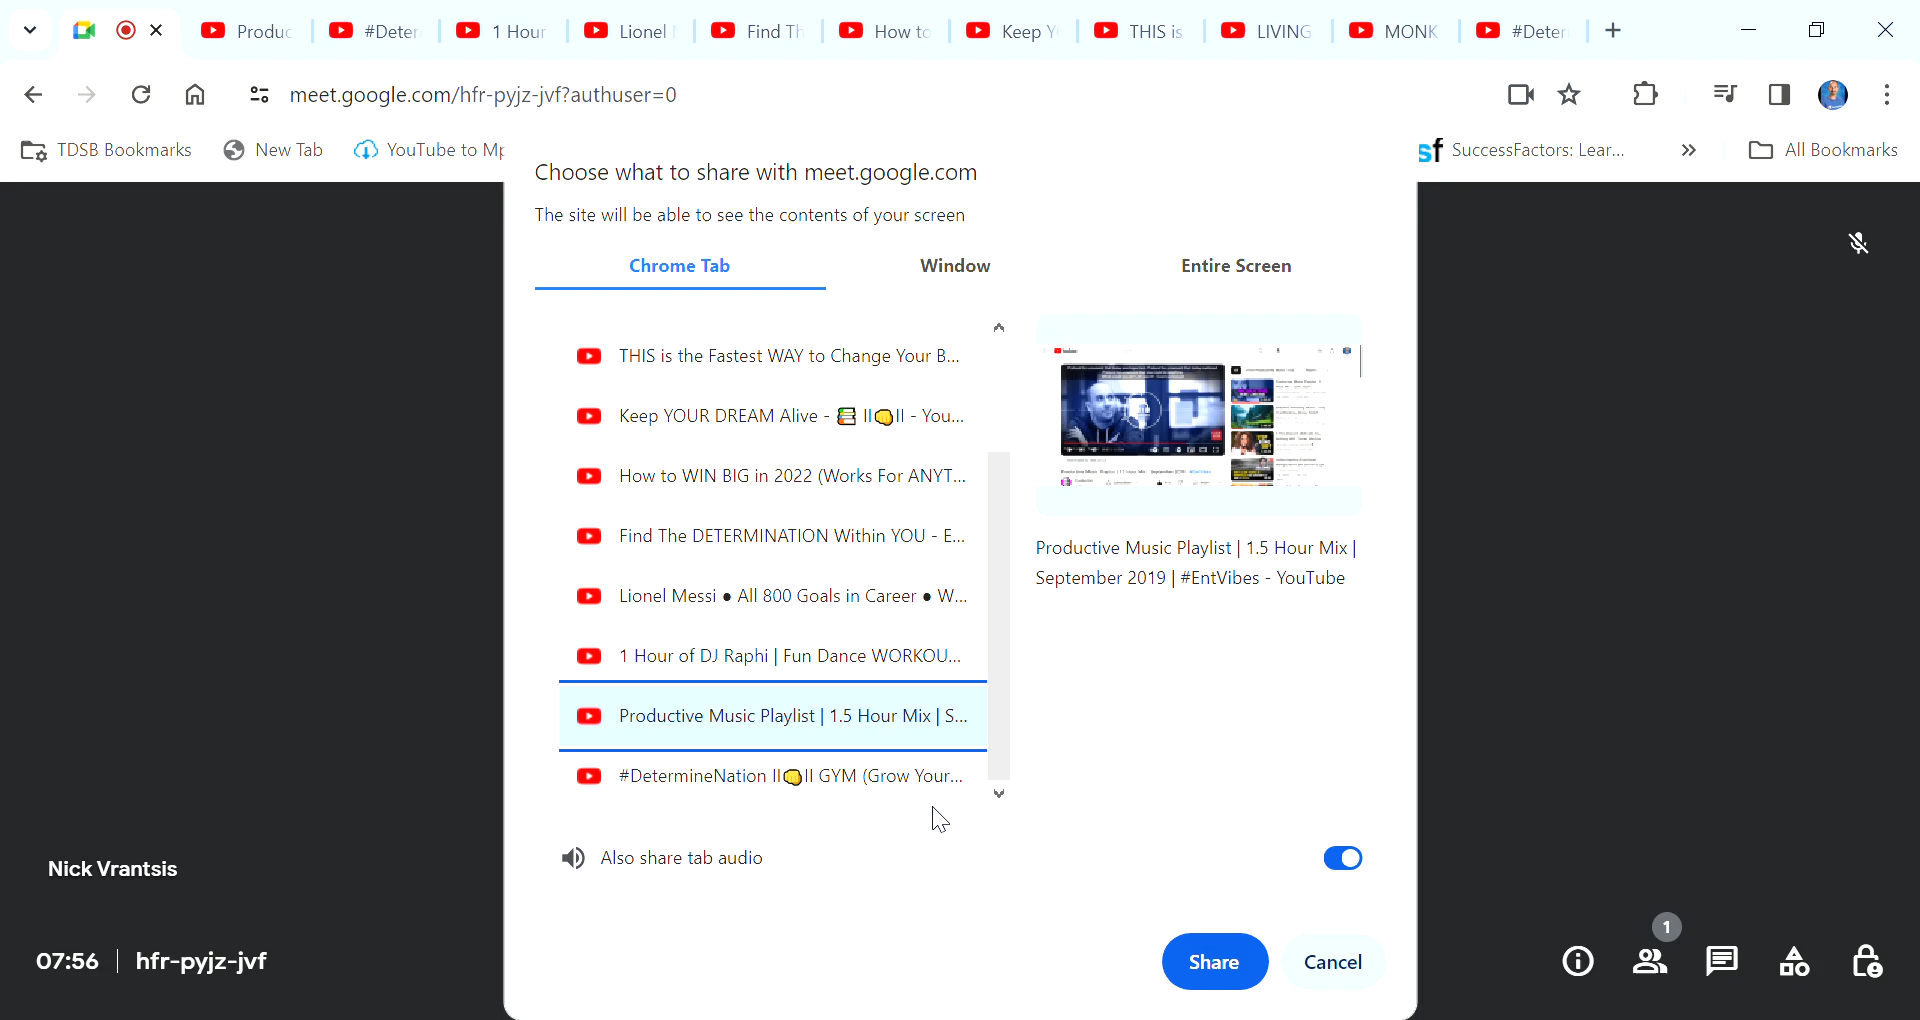 Produc
#Deter
1 Hour
Lionel
Find Th
How to
Keep Y
THIS is
LIVING
MONK
#Deter
meet.google.com/hfr-pyjz-jvf?authuser=0
TDSB Bookmarks
New Tab
YouTube to Mp
sf SuccessFactors: Lear...
All Bookmarks
Choose what to share with meet.google.com
The site will be able to see the contents of your screen
Chrome Tab
Window
Entire Screen
THIS is the Fastest WAY to Change Your B...
Keep YOUR DREAM Alive - 📚 II👊II - You...
How to WIN BIG in 2022 (Works For ANYT...
Find The DETERMINATION Within YOU - E...
Lionel Messi ● All 800 Goals in Career ● W...
1 Hour of DJ Raphi | Fun Dance WORKOU...
Productive Music Playlist | 1.5 Hour Mix | S...
#DetermineNation II👊II GYM (Grow Your...
Productive Music Playlist | 1.5 Hour Mix |
September 2019 | #EntVibes - YouTube
Also share tab audio
Share
Cancel
Nick Vrantsis
07:56 | hfr-pyjz-jvf
1